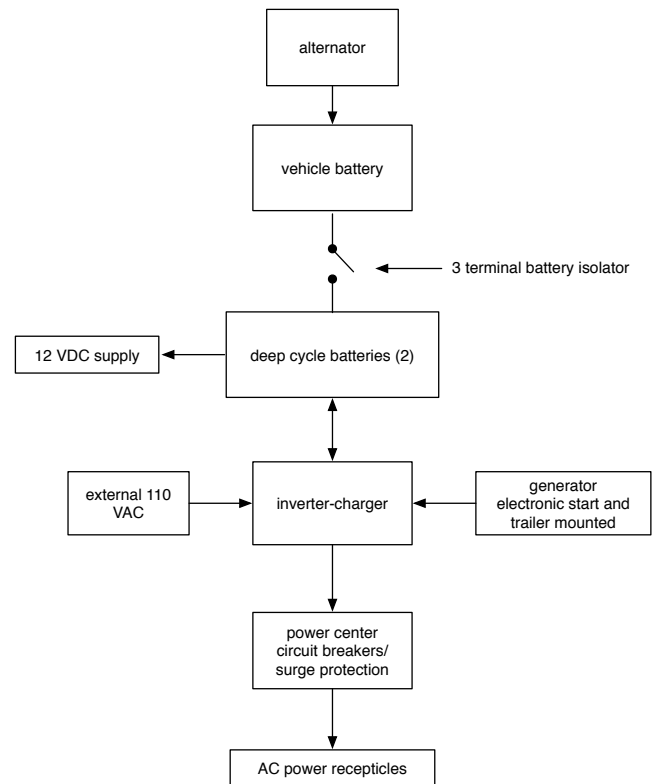 alternator
vehicle battery
3 terminal battery isolator
12 VDC supply
deep cycle batteries (2)
external 110
VAC
inverter-charger
generator
electronic start and
trailer mounted
power center
circuit breakers/
surge protection
AC power recepticles